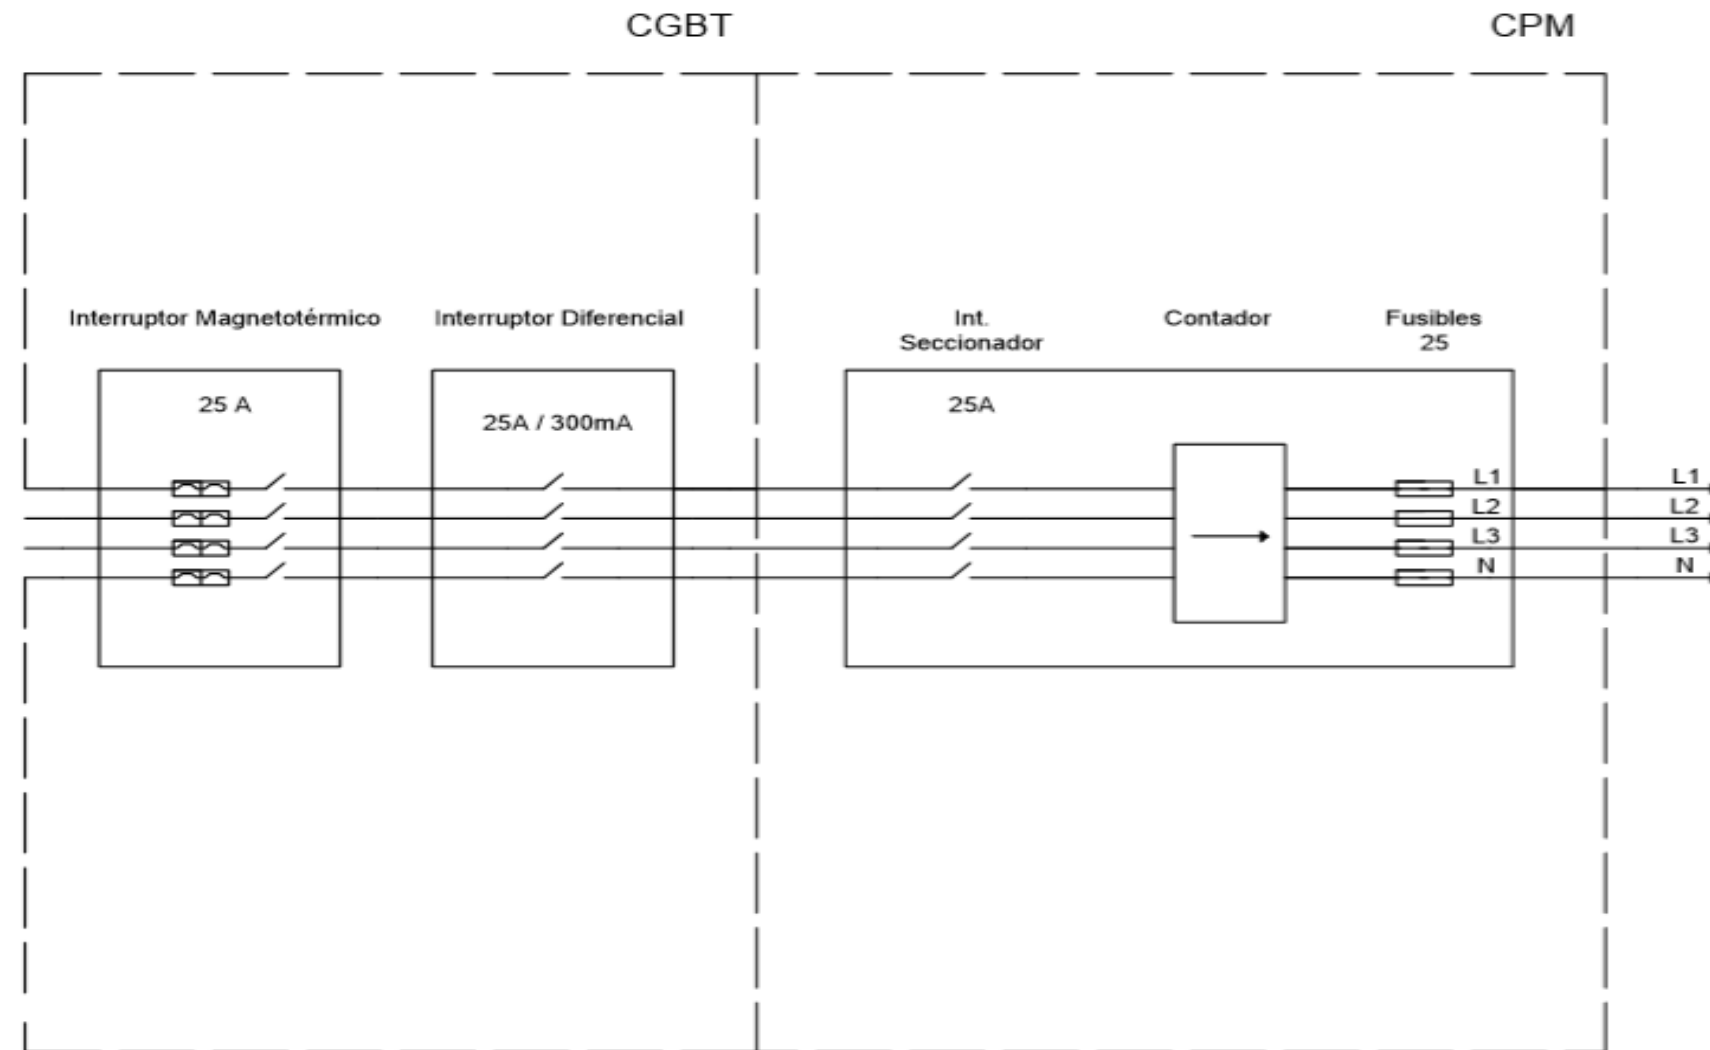 CGBT
CPM
Interruptor Magnetotérmico
Interruptor Diferencial
Int.
Seccionador
Contador
Fusibles
25
25 A
25A / 300mA
25A
L1
L1
L2
L2
L3
L3
N
N